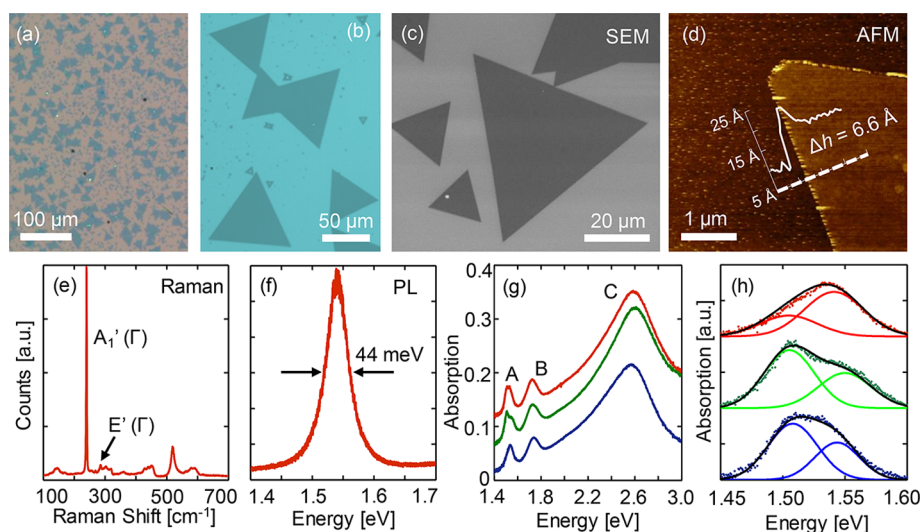 (a)
100 µm
(b)
50 µm
(c)
SEM
20 µm
(d)
AFM
25 Å
15 Å
5 Å
Δh = 6.6 Å
1 µm
(e)
Raman
A₁' (Γ)
E' (Γ)
Counts [a.u.]
100 300 500 700
Raman Shift [cm⁻¹]
(f)
PL
44 meV
1.4 1.5 1.6 1.7
Energy [eV]
(g)
0.4
0.3
0.2
0.1
0
Absorption
A
B
C
1.4 1.8 2.2 2.6 3.0
Energy [eV]
(h)
Absorption [a.u.]
1.45 1.50 1.55 1.60
Energy [eV]